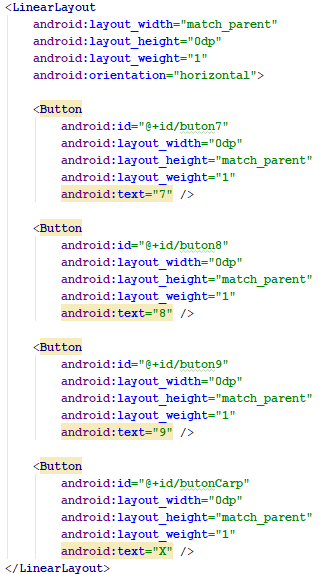 <LinearLayout
android:layout_width="match_parent"
android:layout_height="0dp"
android:layout_weight="1"
android:orientation="horizontal">
<Button
android:id="@+id/buton7"
android:layout_width="0dp"
android:layout_height="match_parent"
android:layout_weight="1"
android:text="7" />
<Button
android:id="@+id/buton8"
android:layout_width="0dp"
android:layout_height="match_parent"
android:layout_weight="1"
android:text="8" />
<Button
android:id="@+id/buton9"
android:layout_width="0dp"
android:layout_height="match_parent"
android:layout_weight="1"
android:text="9" />
<Button
android:id="@+id/butonCarp"
android:layout_width="0dp"
android:layout_height="match_parent"
android:layout_weight="1"
android:text="X" />
</LinearLayout>